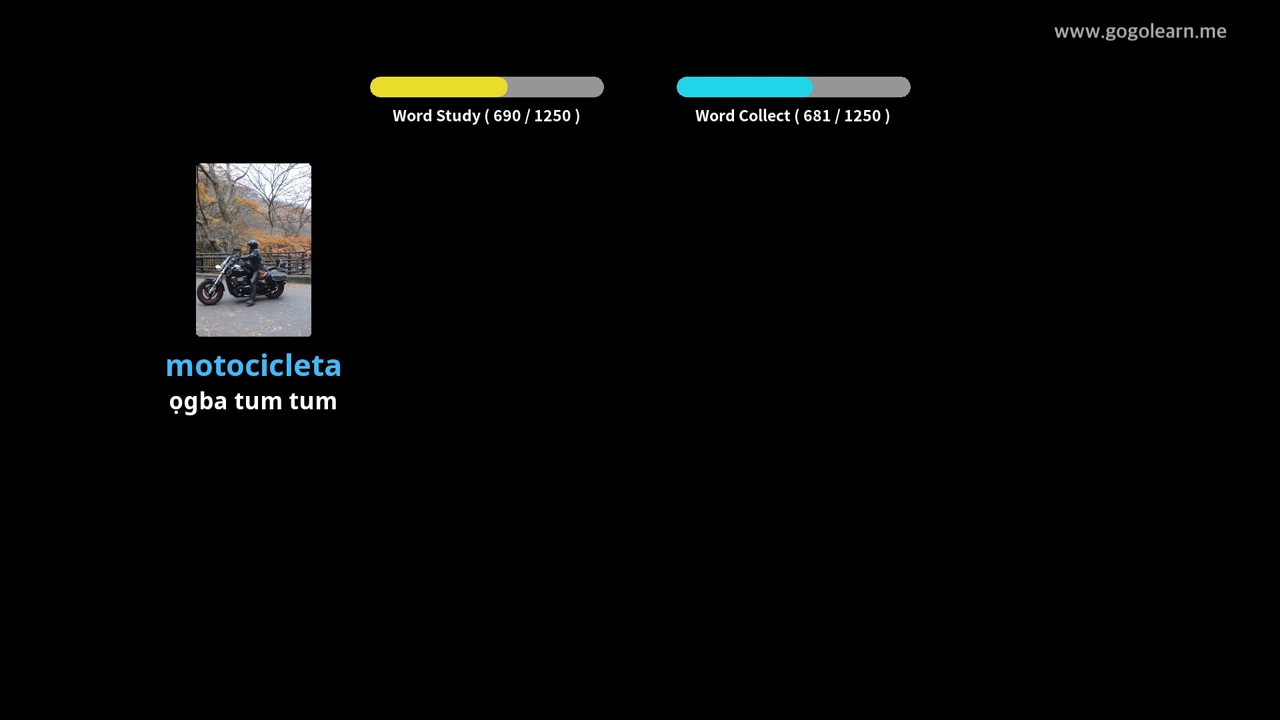 www.gogolearn.me
Word Study ( 690 / 1250 )
Word Collect ( 681 / 1250 )
motocicleta
ọgba tum tum